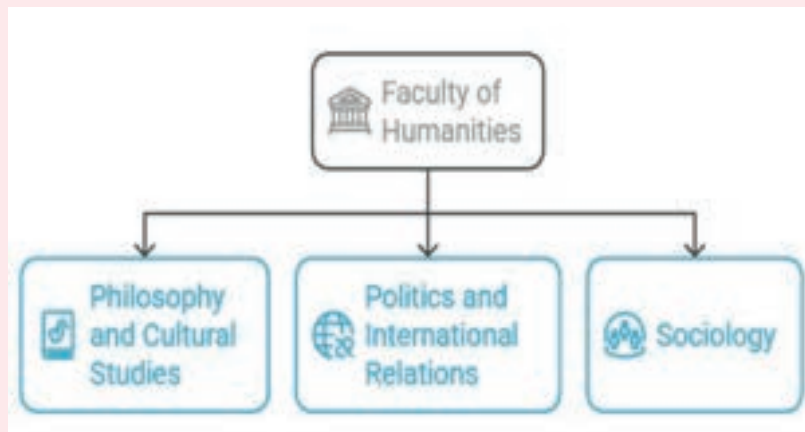 Faculty of
Humanities
Philosophy
and Cultural
Studies
Politics and
International
Relations
Sociology